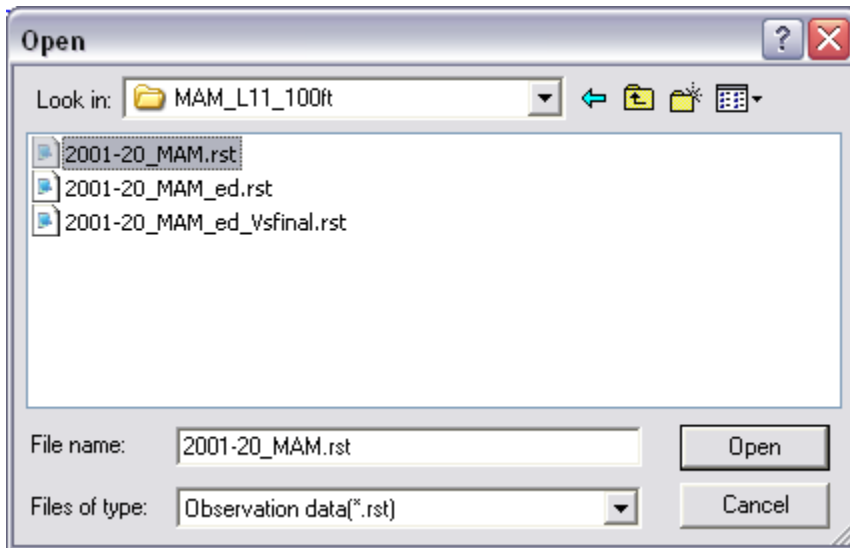 Open
Look in: MAM_L11_100ft
2001-20_MAM.rst
2001-20_MAM_ed.rst
2001-20_MAM_ed_Vsfinal.rst
File name: 2001-20_MAM.rst Open
Files of type: Observation data(*.rst) Cancel